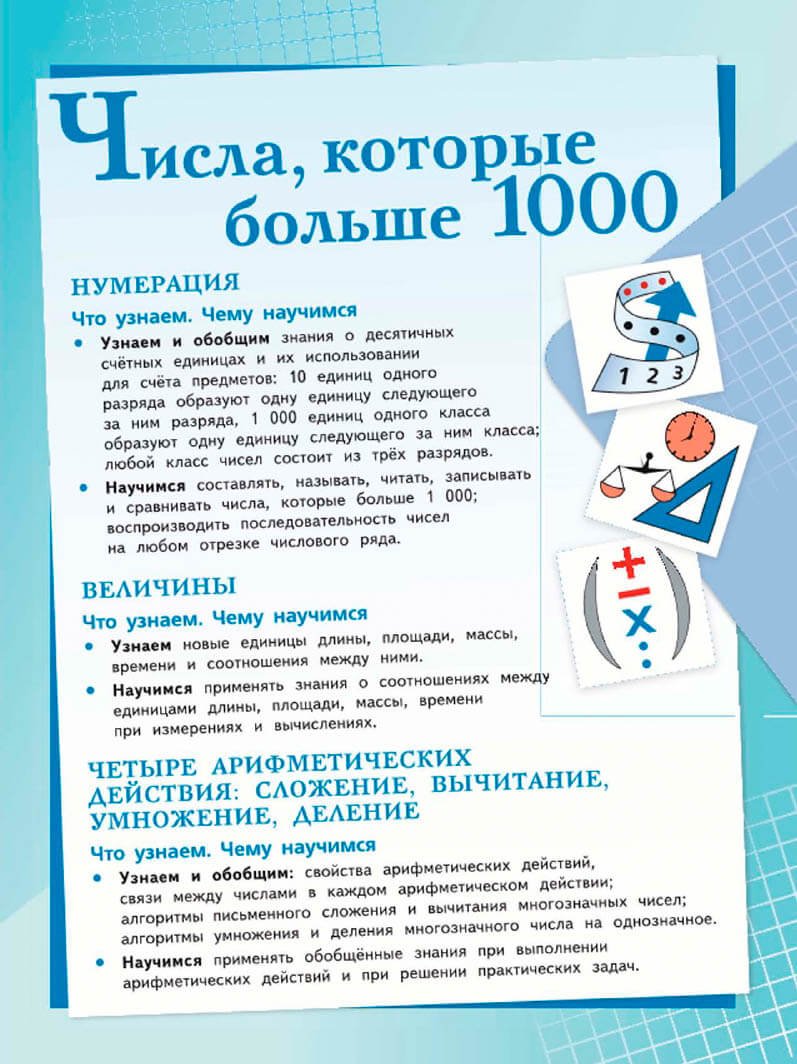 Числа, которые
больше 1000
НУМЕРАЦИЯ
Что узнаем. Чему научимся
• Узнаем и обобщим знания о десятичных
счётных единицах и их использовании
для счёта предметов: 10 единиц одного
разряда образуют одну единицу следующего
за ним разряда, 1 000 единиц одного класса
образуют одну единицу следующего за ним класса;
любой класс чисел состоит из трёх разрядов.
• Научимся составлять, называть, читать, записывать
и сравнивать числа, которые больше 1 000;
воспроизводить последовательность чисел
на любом отрезке числового ряда.
1 2 3
ВЕЛИЧИНЫ
Что узнаем. Чему научимся
• Узнаем новые единицы длины, площади, массы,
времени и соотношения между ними.
• Научимся применять знания о соотношениях между
единицами длины, площади, массы, времени
при измерениях и вычислениях.
( + − x : )
ЧЕТЫРЕ АРИФМЕТИЧЕСКИХ
ДЕЙСТВИЯ: СЛОЖЕНИЕ, ВЫЧИТАНИЕ,
УМНОЖЕНИЕ, ДЕЛЕНИЕ
Что узнаем. Чему научимся
• Узнаем и обобщим: свойства арифметических действий,
связи между числами в каждом арифметическом действии;
алгоритмы письменного сложения и вычитания многозначных чисел;
алгоритмы умножения и деления многозначного числа на однозначное.
• Научимся применять обобщённые знания при выполнении
арифметических действий и при решении практических задач.